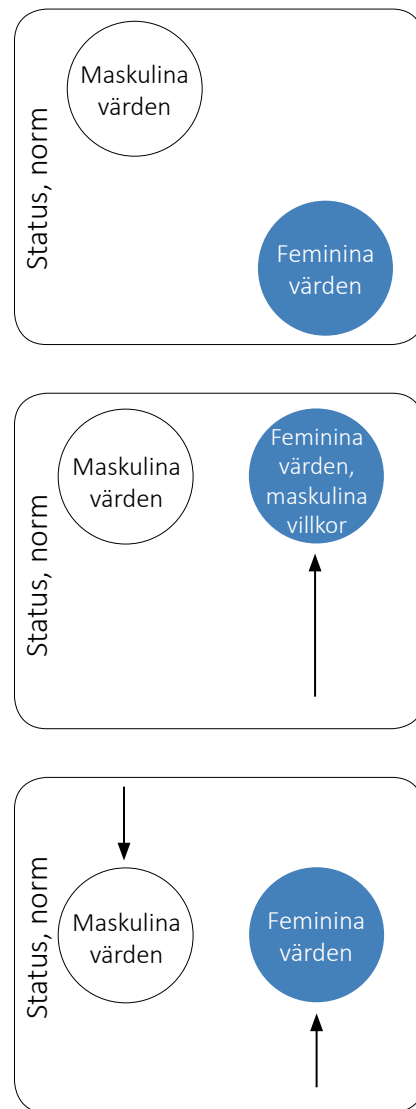 Status, norm
Maskulina
värden
Feminina
värden
Status, norm
Maskulina
värden
Feminina
värden,
maskulina
villkor
Status, norm
Maskulina
värden
Feminina
värden